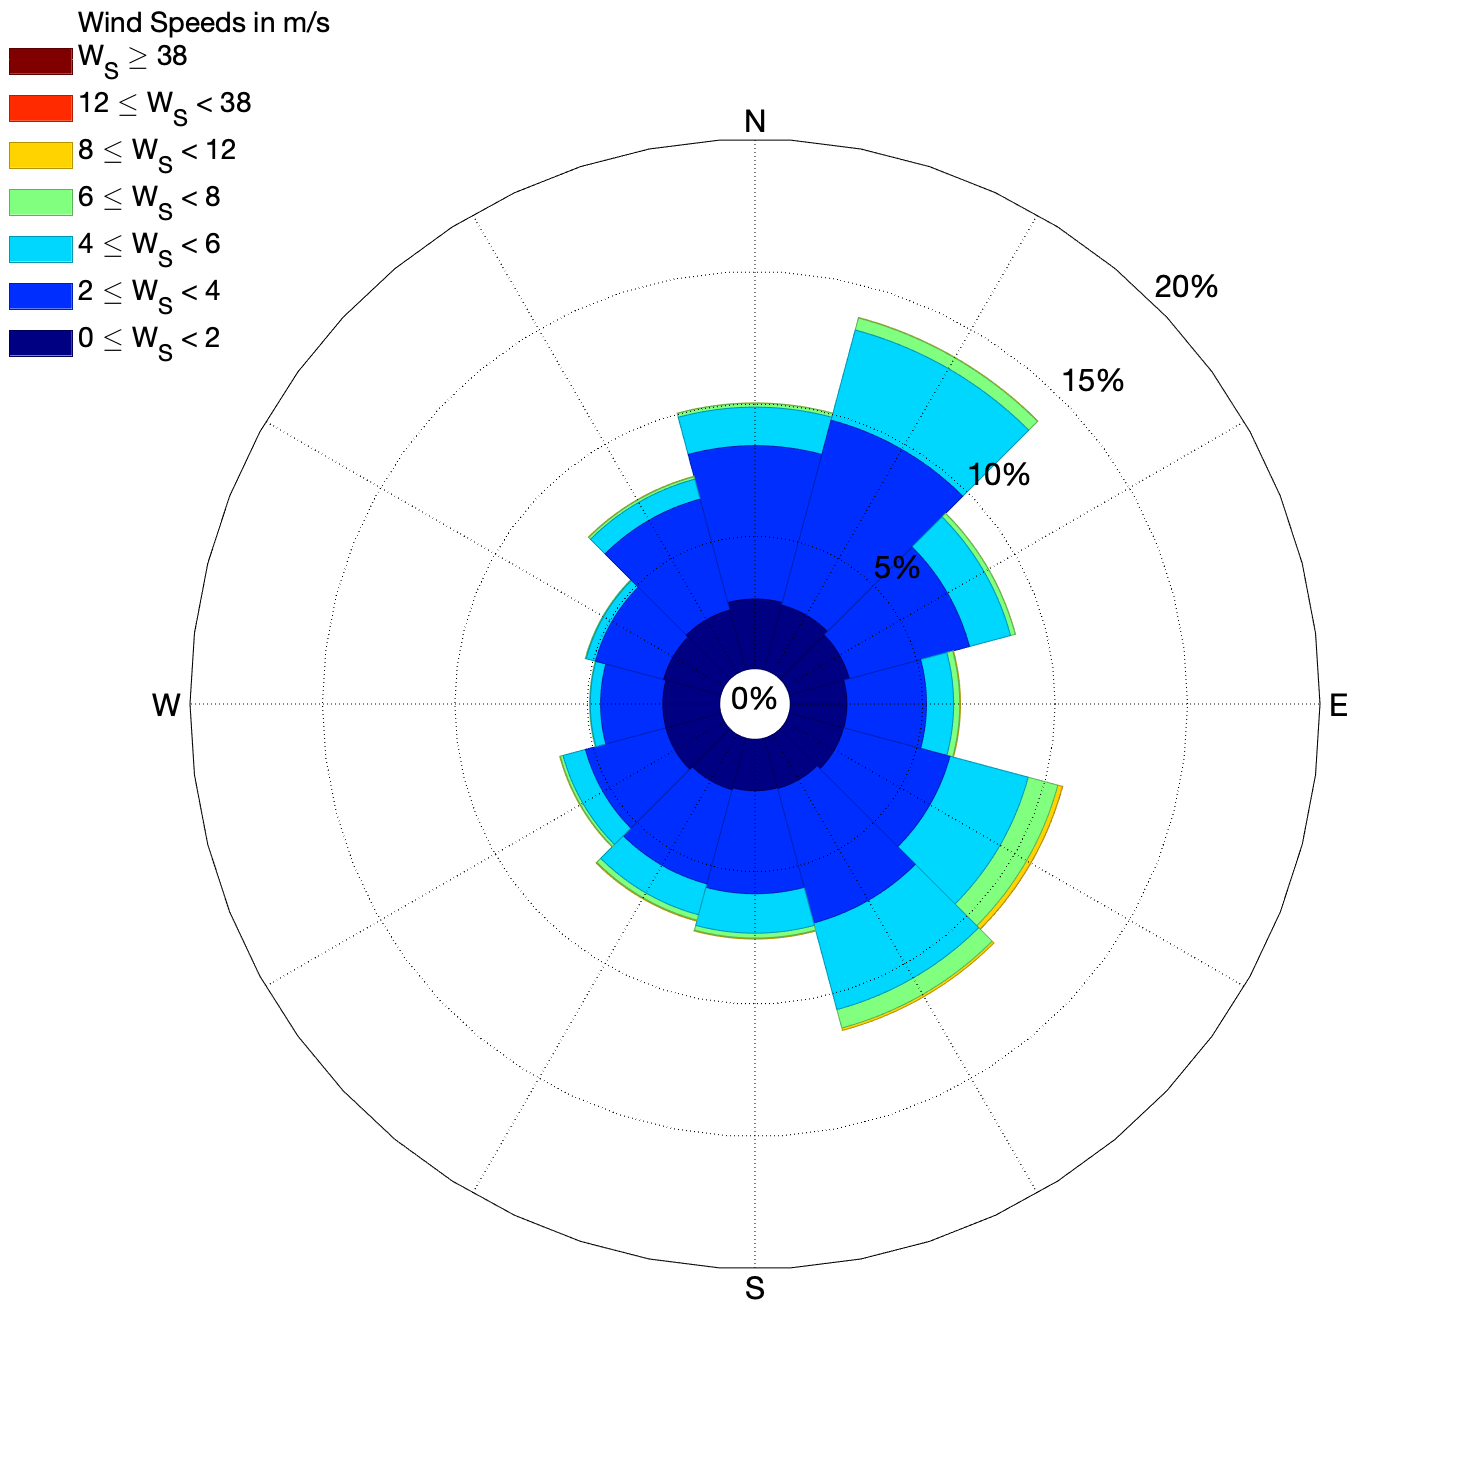 Wind Speeds in m/s
W_S ≥ 38
12 ≤ W_S < 38
8 ≤ W_S < 12
6 ≤ W_S < 8
4 ≤ W_S < 6
2 ≤ W_S < 4
0 ≤ W_S < 2
N
20%
15%
10%
5%
0%
W
E
S